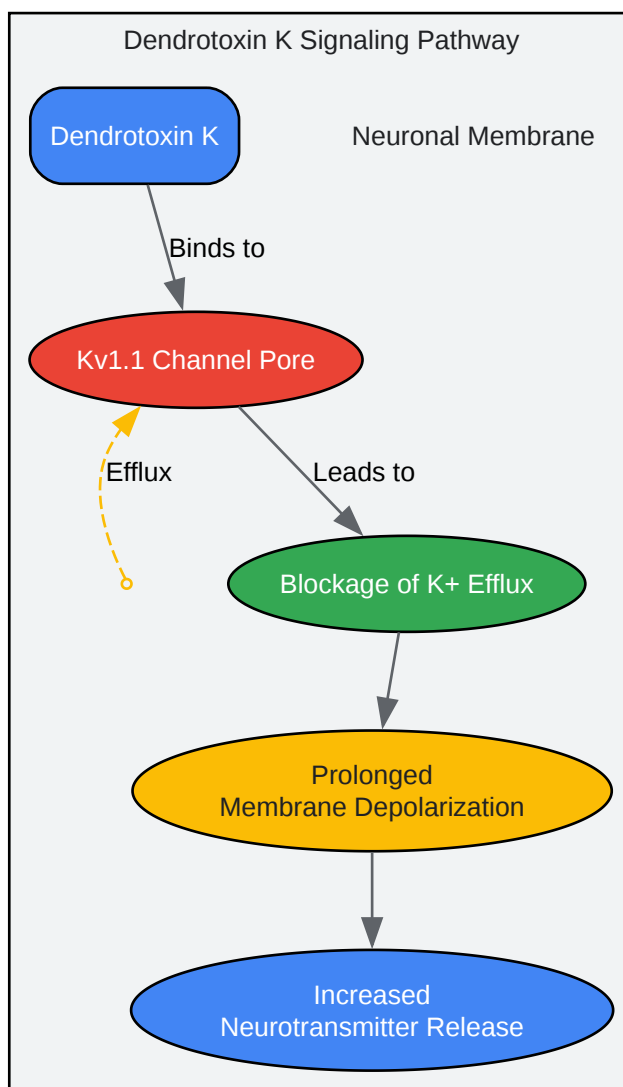 Dendrotoxin K Signaling Pathway
Dendrotoxin K
Neuronal Membrane
Binds to
Kv1.1 Channel Pore
Efflux
Leads to
Blockage of K+ Efflux
Prolonged
Membrane Depolarization
Increased
Neurotransmitter Release